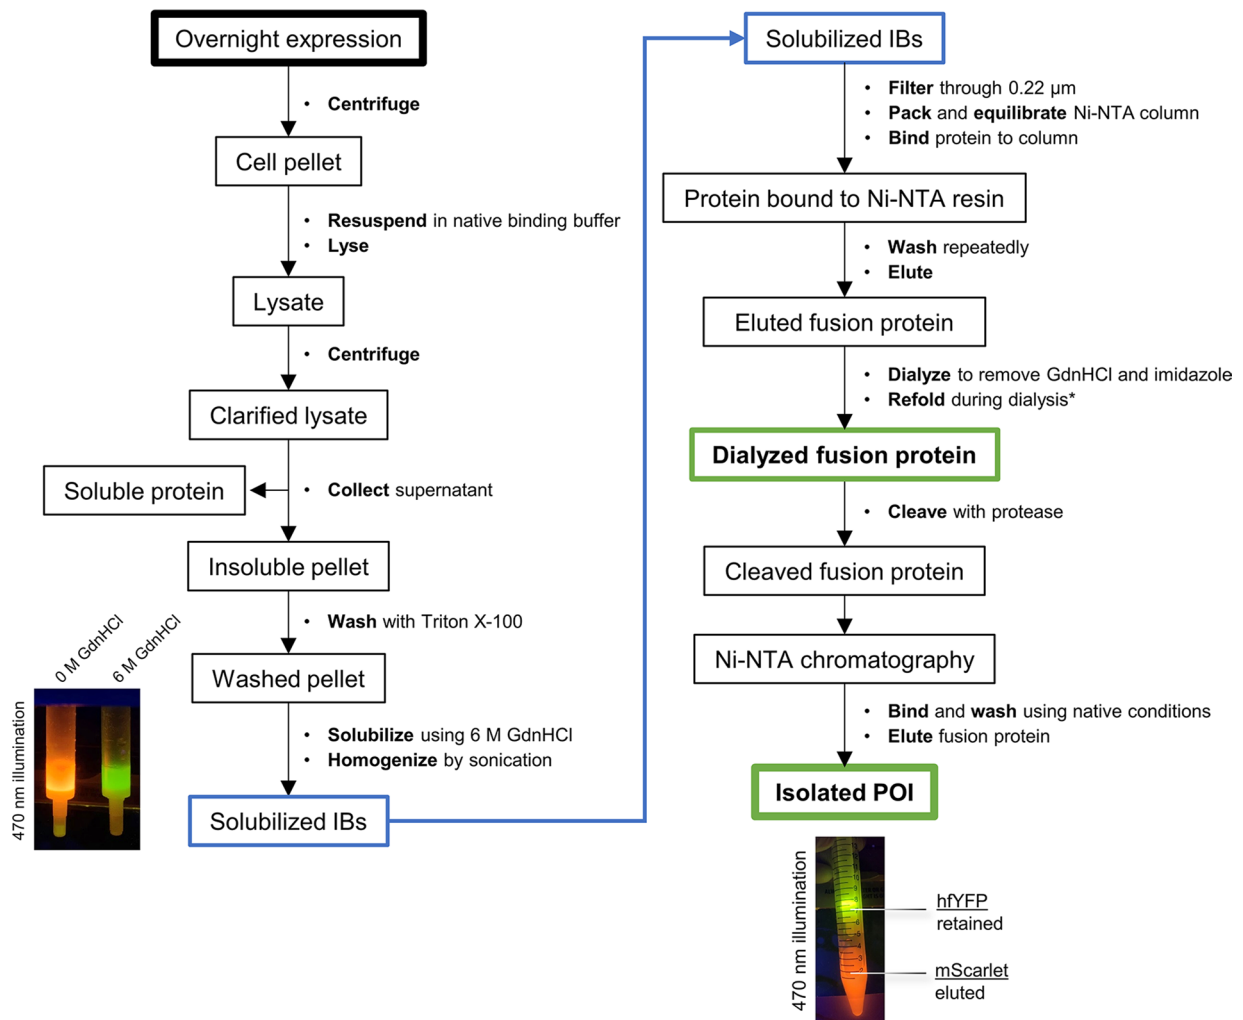 Overnight expression
• Centrifuge
Cell pellet
• Resuspend in native binding buffer
• Lyse
Lysate
• Centrifuge
Clarified lysate
Soluble protein
• Collect supernatant
Insoluble pellet
• Wash with Triton X-100
Washed pellet
0 M GdnHCl
6 M GdnHCl
470 nm illumination
• Solubilize using 6 M GdnHCl
• Homogenize by sonication
Solubilized IBs
Solubilized IBs
• Filter through 0.22 µm
• Pack and equilibrate Ni-NTA column
• Bind protein to column
Protein bound to Ni-NTA resin
• Wash repeatedly
• Elute
Eluted fusion protein
• Dialyze to remove GdnHCl and imidazole
• Refold during dialysis*
Dialyzed fusion protein
• Cleave with protease
Cleaved fusion protein
Ni-NTA chromatography
• Bind and wash using native conditions
• Elute fusion protein
Isolated POI
470 nm illumination
hfYFP
retained
mScarlet
eluted